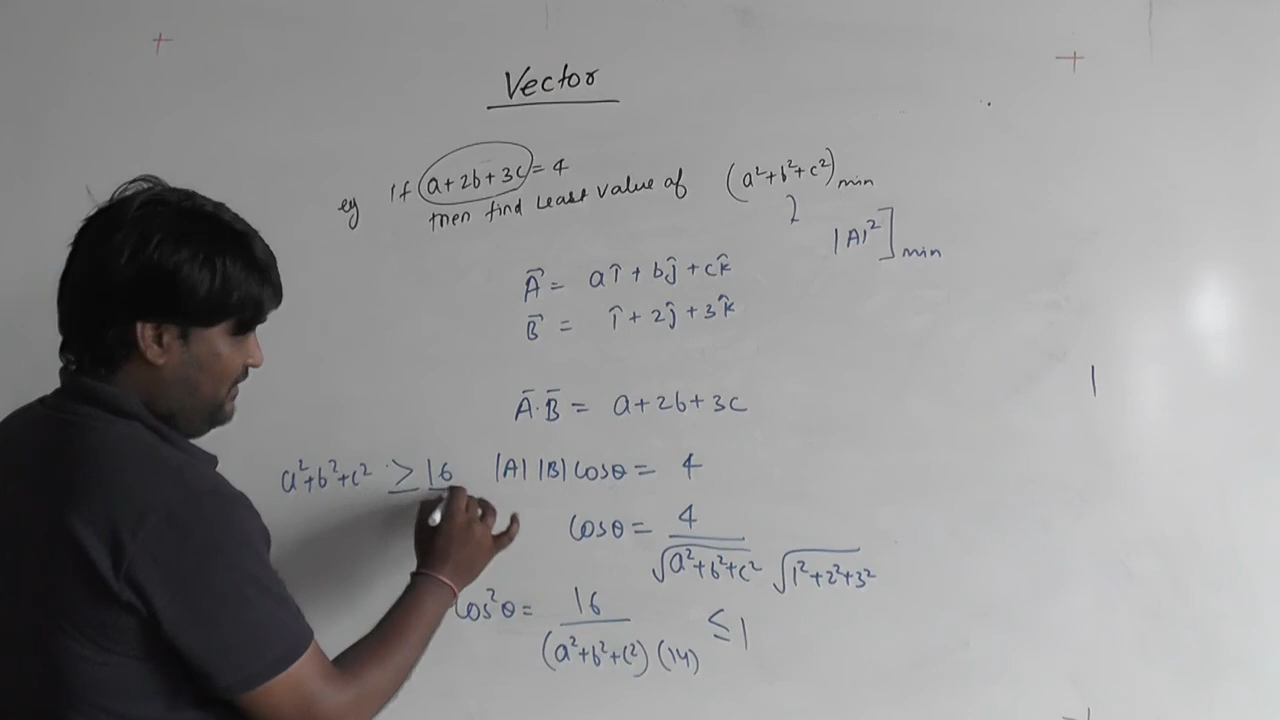 Vector
eg If a+2b+3c = 4
then find Least value of (a²+b²+c²)min
|A|²]min
A⃗ = aî + bĵ + ck̂
B⃗ = î + 2ĵ + 3k̂
Ā·B̄ = a+2b+3c
a²+b²+c² ≥ 16
|A| |B| cosθ = 4
cosθ = 4 / √(a²+b²+c²) √(1²+2²+3²)
cos²θ = 16 / (a²+b²+c²)(14) ≤ 1